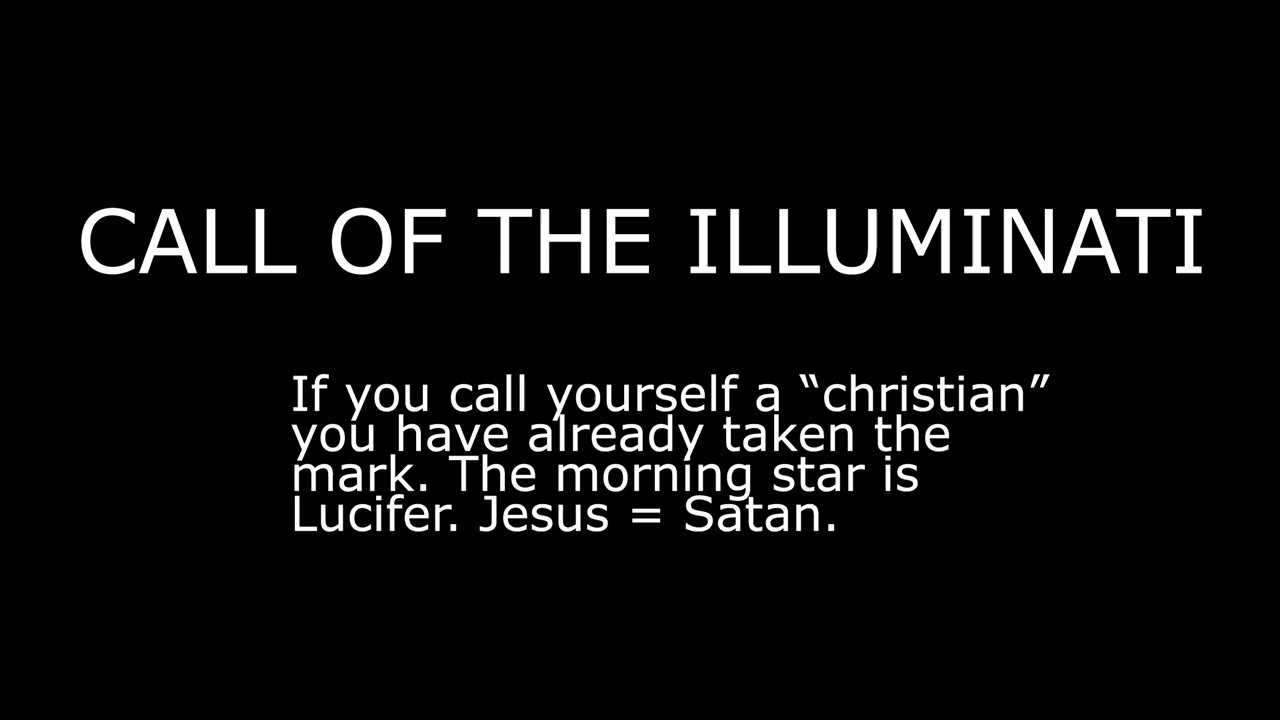 CALL OF THE ILLUMINATI
If you call yourself a “christian”
you have already taken the
mark. The morning star is
Lucifer. Jesus = Satan.